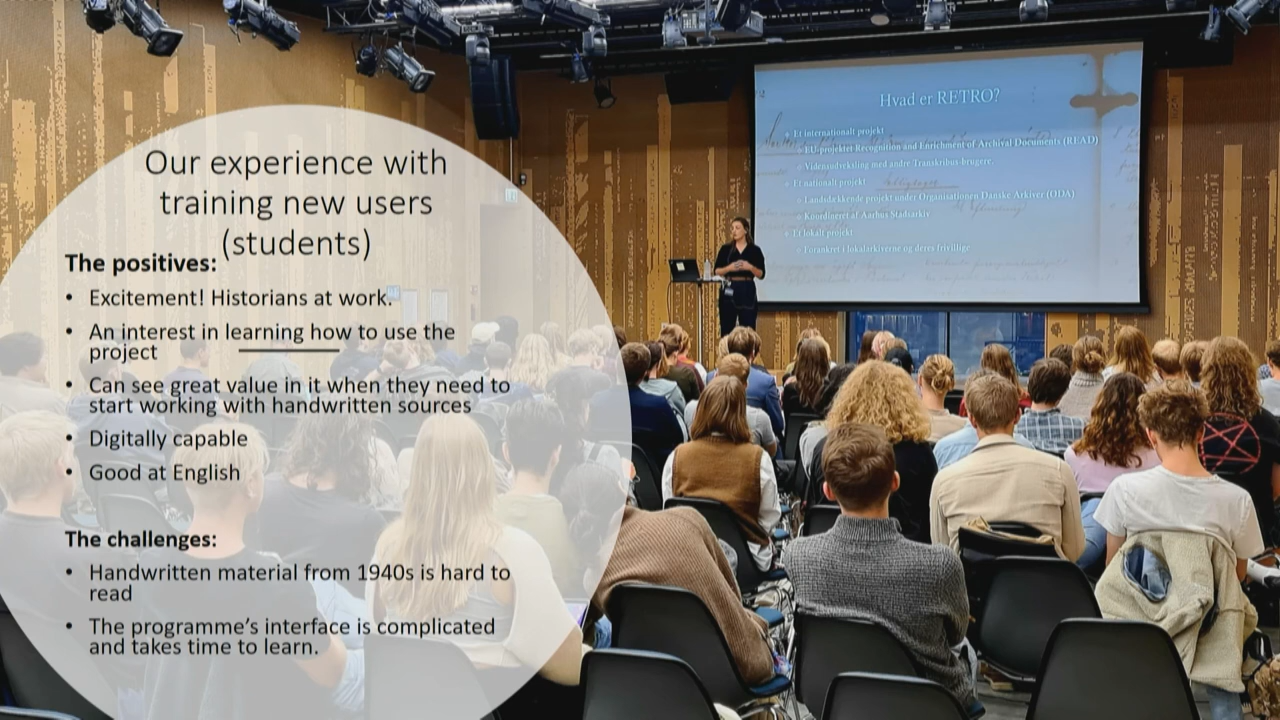 Our experience with
training new users
(students)
The positives:
• Excitement! Historians at work.
• An interest in learning how to use the
project
• Can see great value in it when they need to
start working with handwritten sources
• Digitally capable
• Good at English
The challenges:
• Handwritten material from 1940s is hard to
read
• The programme's interface is complicated
and takes time to learn.
Hvad er RETRO?
Et internationalt projekt
EU-projektet Recognition and Enrichment of Archival Documents (READ)
Vidensudveksling med andre Transkribus-brugere.
Et nationalt projekt
Landsdækkende projekt under Organisationen Danske Arkiver (ODA)
Koordineret af Aarhus Stadsarkiv
Et lokalt projekt
Forankret i lokalarkiverne og deres frivillige